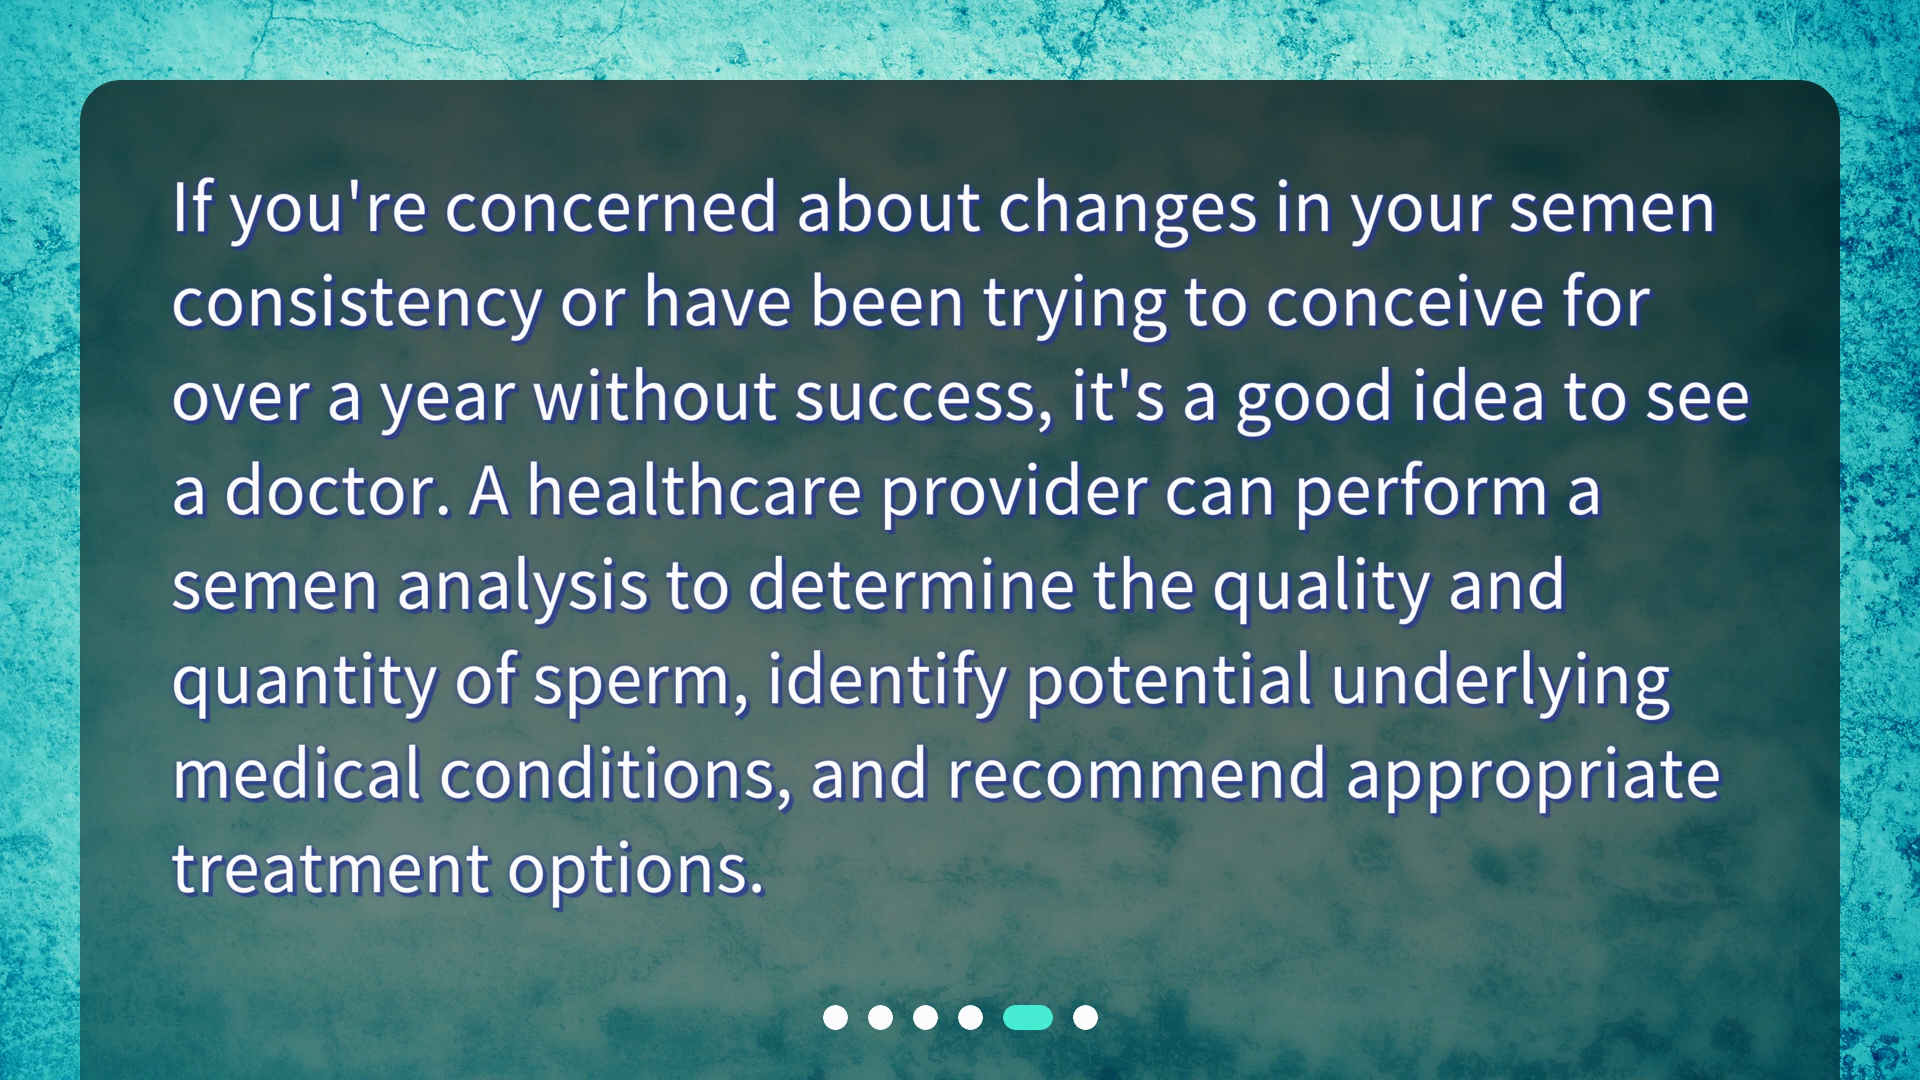 If you're concerned about changes in your semen
consistency or have been trying to conceive for
over a year without success, it's a good idea to see
a doctor. A healthcare provider can perform a
semen analysis to determine the quality and
quantity of sperm, identify potential underlying
medical conditions, and recommend appropriate
treatment options.